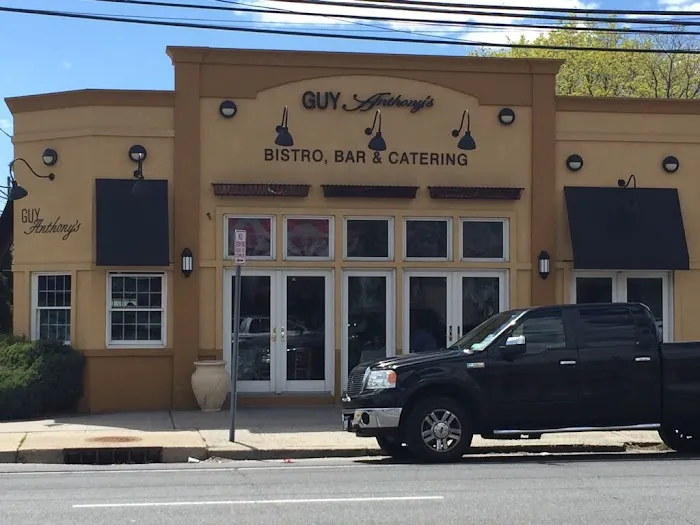 GUY Anthony's
BISTRO, BAR & CATERING
GUY
Anthony's